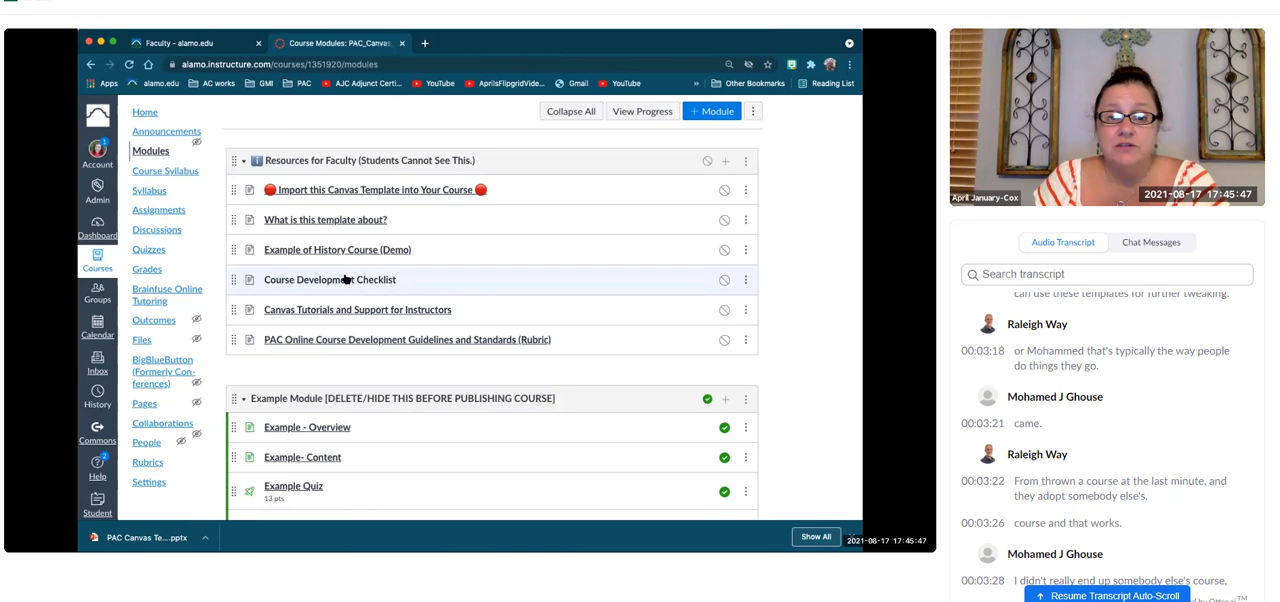 Faculty - alamo.edu
Course Modules: PAC_Canvas
alamo.instructure.com/courses/1351920/modules
Apps
alamo.edu
AC works
GMI
PAC
AJC Adjunct Certi...
YouTube
AprilsFlipgridVide...
Gmail
YouTube
Other Bookmarks
Reading List
Account
Admin
Dashboard
Courses
Groups
Calendar
Inbox
History
Commons
Help
Student
1
2
Home
Announcements
Modules
Course Syllabus
Syllabus
Assignments
Discussions
Quizzes
Grades
Brainfuse Online
Tutoring
Outcomes
Files
BigBlueButton
(Formerly Con-
ferences)
Pages
Collaborations
People
Rubrics
Settings
Collapse All
View Progress
+ Module
Resources for Faculty (Students Cannot See This.)
Import this Canvas Template into Your Course
What is this template about?
Example of History Course (Demo)
Course Development Checklist
Canvas Tutorials and Support for Instructors
PAC Online Course Development Guidelines and Standards (Rubric)
Example Module [DELETE/HIDE THIS BEFORE PUBLISHING COURSE]
Example - Overview
Example- Content
Example Quiz
13 pts
PAC Canvas Te....pptx
Show All
2021-08-17 17:45:47
April January-Cox
2021-08-17 17:45:47
Audio Transcript
Chat Messages
Search transcript
can use these templates for further tweaking.
Raleigh Way
00:03:18 or Mohammed that's typically the way people
do things they go.
Mohamed J Ghouse
00:03:21 came.
Raleigh Way
00:03:22 From thrown a course at the last minute, and
they adopt somebody else's.
00:03:26 course and that works.
Mohamed J Ghouse
00:03:28 I didn't really end up somebody else's course,
Resume Transcript Auto-Scroll
by Otter.ai TM